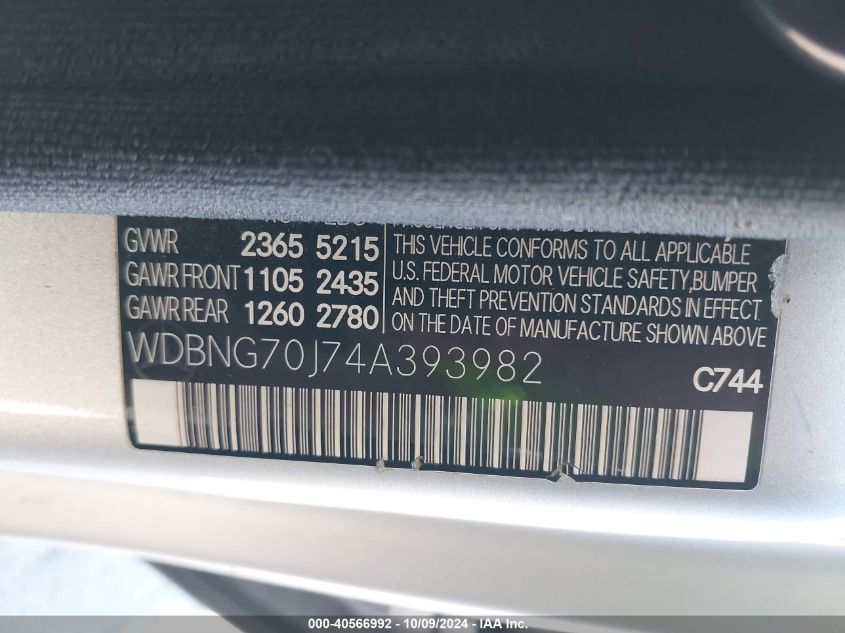 GVWR 2365 5215
GAWR FRONT 1105 2435
GAWR REAR 1260 2780
THIS VEHICLE CONFORMS TO ALL APPLICABLE
U.S. FEDERAL MOTOR VEHICLE SAFETY, BUMPER
AND THEFT PREVENTION STANDARDS IN EFFECT
ON THE DATE OF MANUFACTURE SHOWN ABOVE
WDBNG70J74A393982
C744
000-40566992 - 10/09/2024 - IAA Inc.